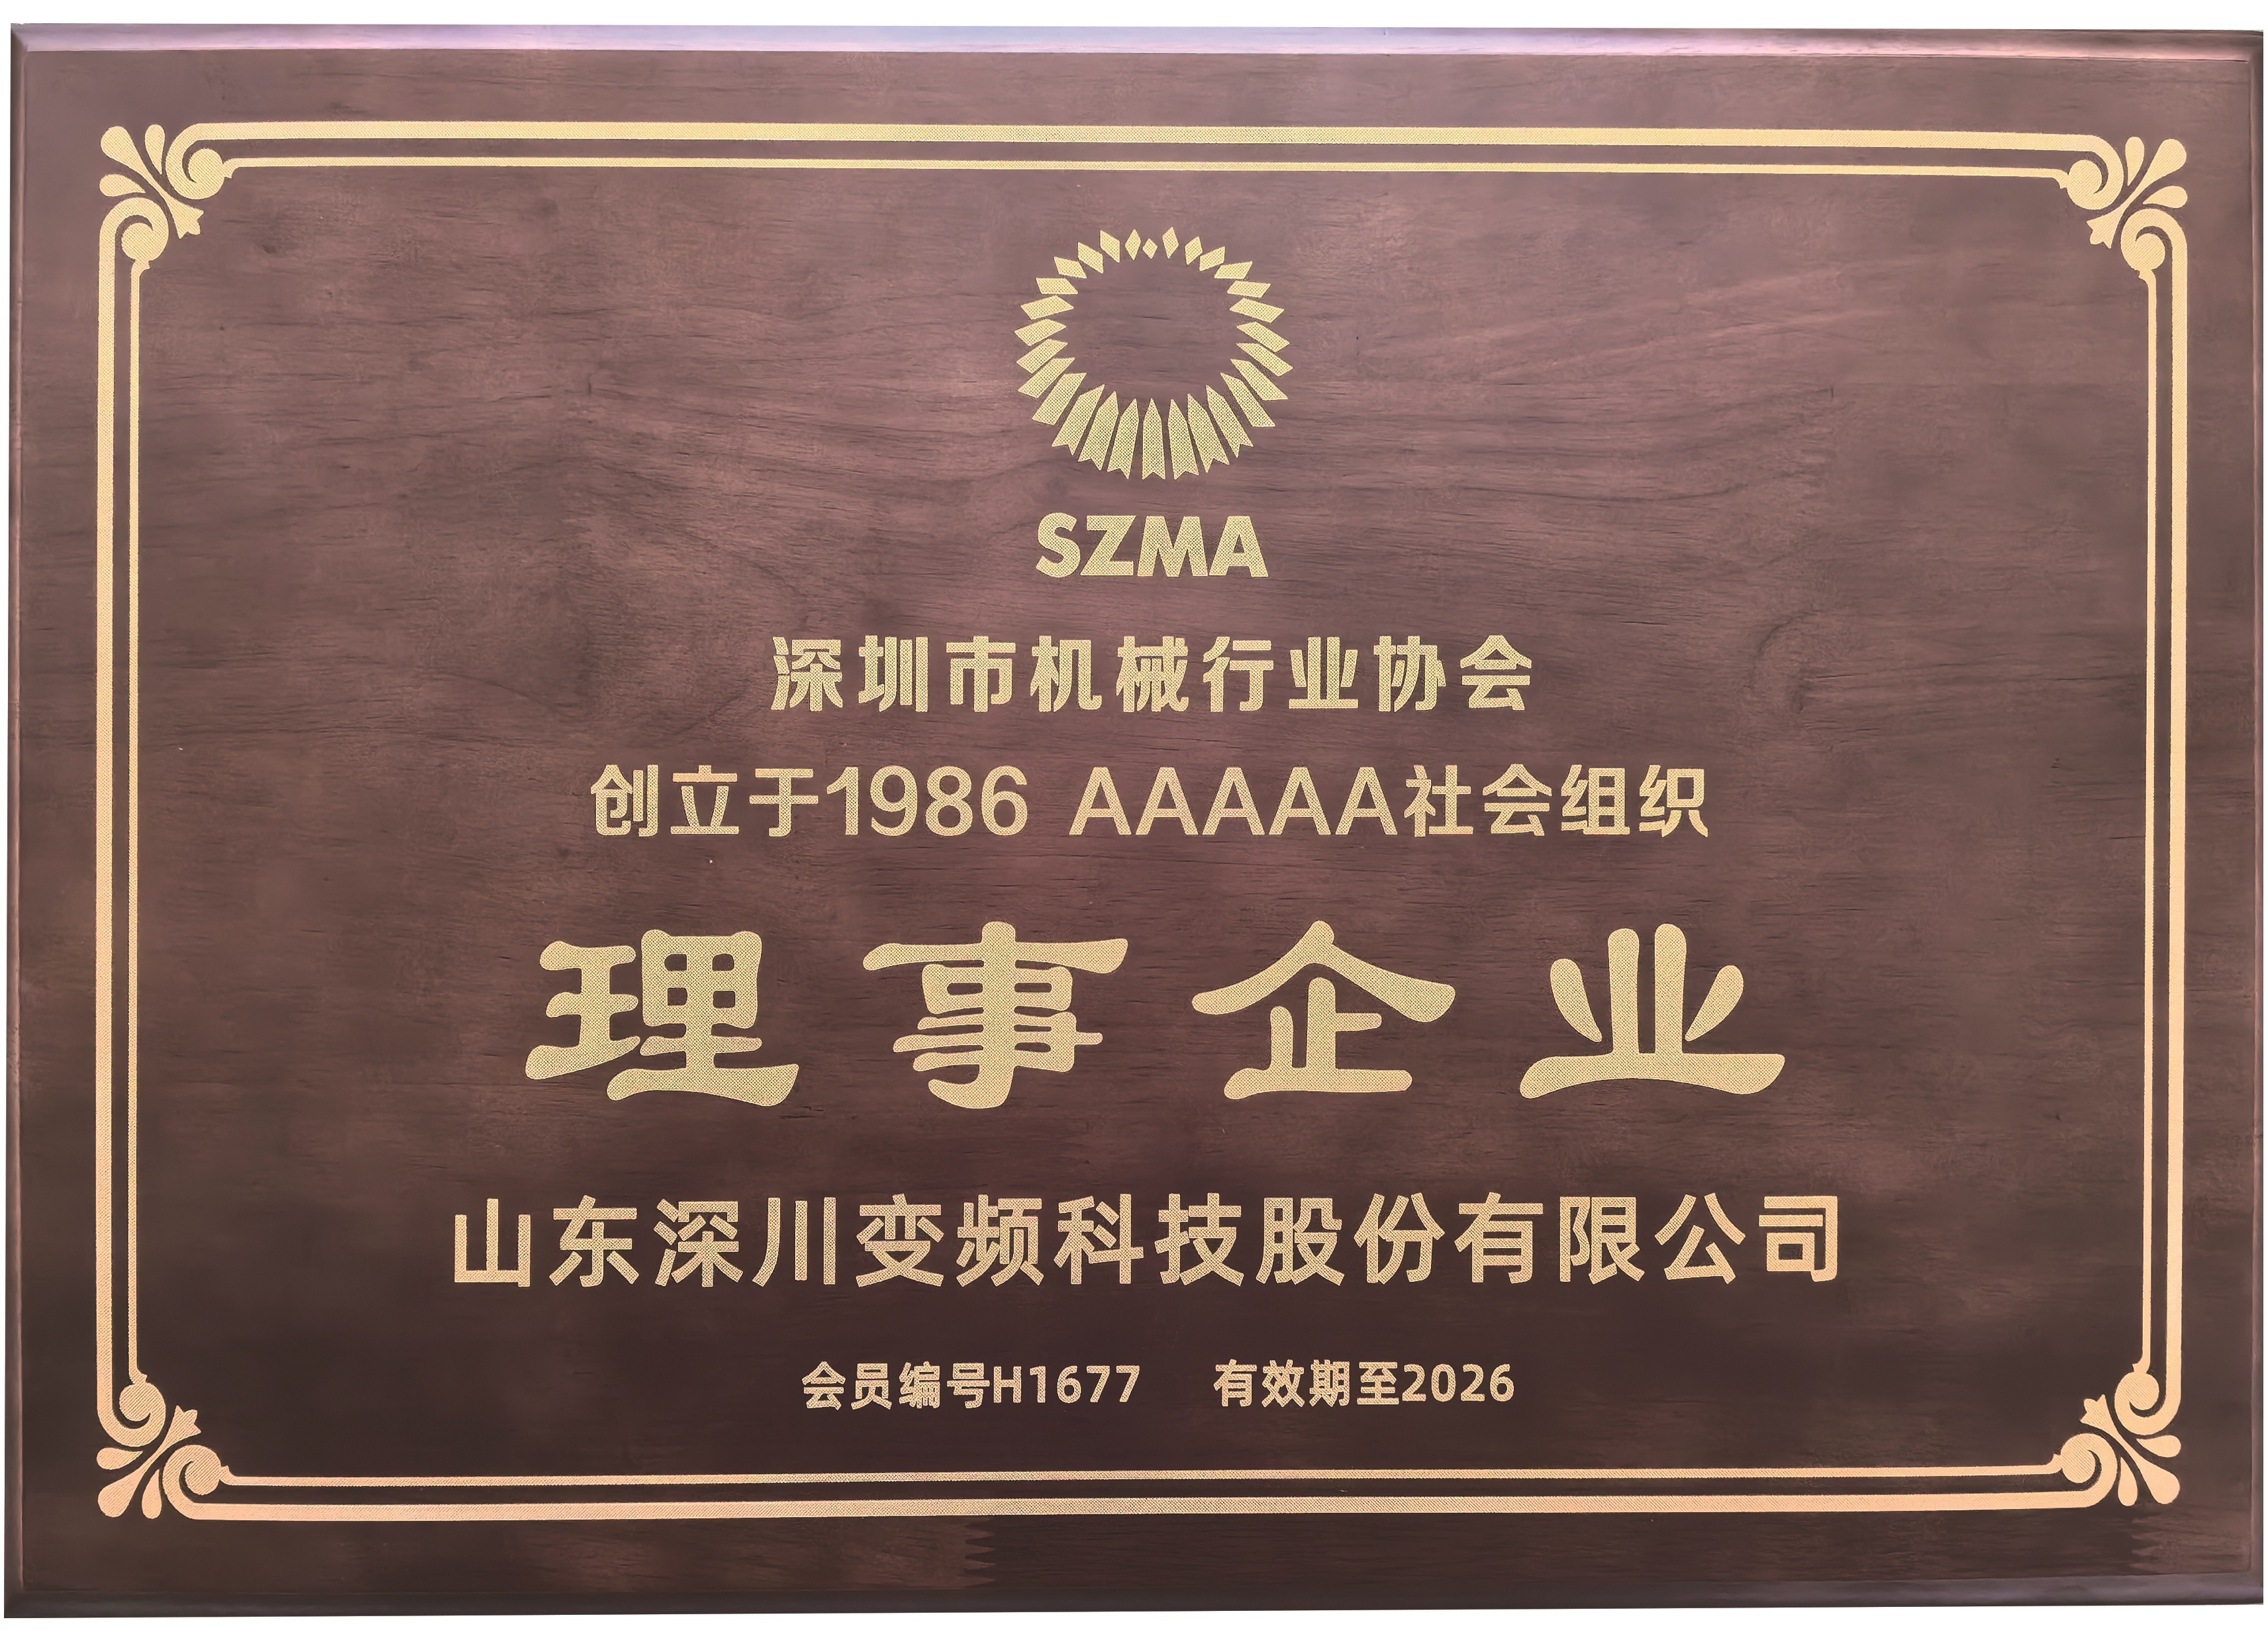 SZMA
深圳市机械行业协会
创立于1986 AAAAA社会组织
理事企业
山东深川变频科技股份有限公司
会员编号H1677 有效期至2026